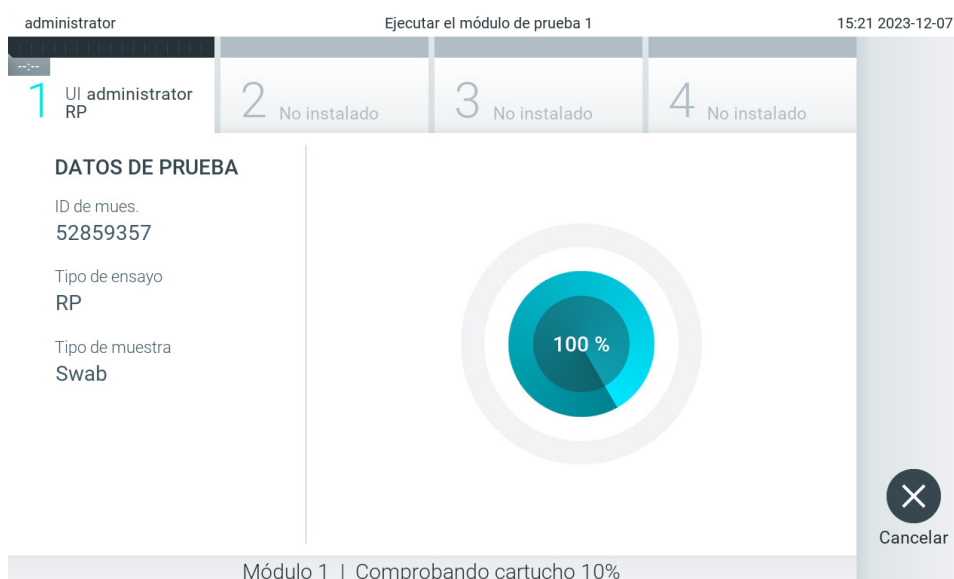 administrator
Ejecutar el módulo de prueba 1
15:21 2023-12-07
--:--
1
UI administrator
RP
2
No instalado
3
No instalado
4
No instalado
DATOS DE PRUEBA
ID de mues.
52859357
Tipo de ensayo
RP
Tipo de muestra
Swab
100 %
Cancelar
Módulo 1 | Comprobando cartucho 10%